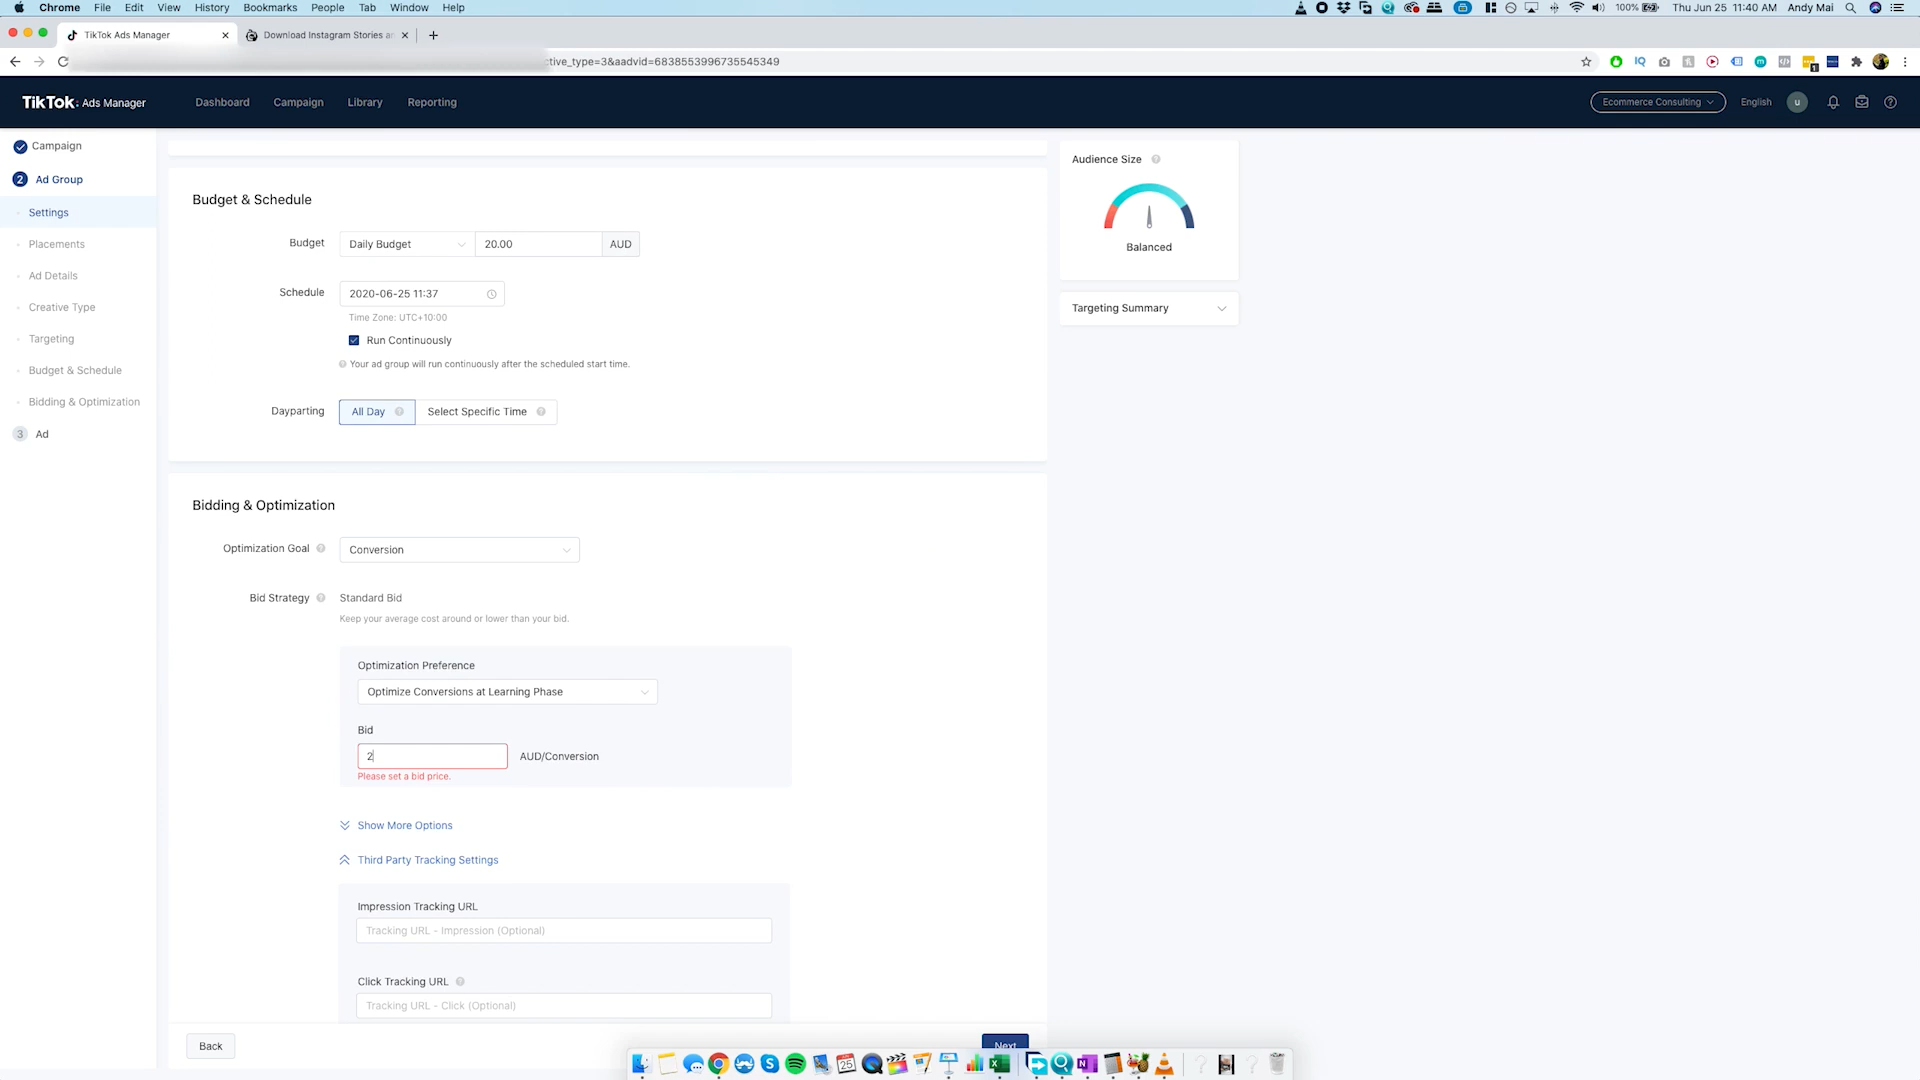 Chrome File Edit View History Bookmarks People Tab Window Help
100% Thu Jun 25 11:40 AM Andy Mai
TikTok Ads Manager
Download Instagram Stories an
ctive_type=3&aadvid=6838553996735545349
TikTok: Ads Manager
Dashboard Campaign Library Reporting
Ecommerce Consulting
English
u
Campaign
2 Ad Group
Settings
Placements
Ad Details
Creative Type
Targeting
Budget & Schedule
Bidding & Optimization
3 Ad
Budget & Schedule
Budget Daily Budget 20.00 AUD
Schedule 2020-06-25 11:37
Time Zone: UTC+10:00
Run Continuously
Your ad group will run continuously after the scheduled start time.
Dayparting All Day Select Specific Time
Bidding & Optimization
Optimization Goal Conversion
Bid Strategy Standard Bid
Keep your average cost around or lower than your bid.
Optimization Preference
Optimize Conversions at Learning Phase
Bid
2 AUD/Conversion
Please set a bid price.
Show More Options
Third Party Tracking Settings
Impression Tracking URL
Tracking URL - Impression (Optional)
Click Tracking URL
Tracking URL - Click (Optional)
Back
Next
Audience Size
Balanced
Targeting Summary